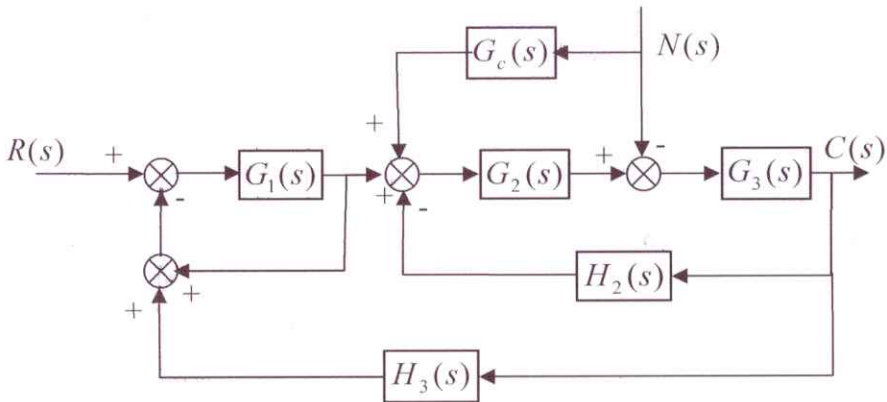 G_c(s)
N(s)
+
R(s)
+
G_1(s)
+
G_2(s)
+
-
G_3(s)
C(s)
-
-
H_2(s)
+
+
H_3(s)